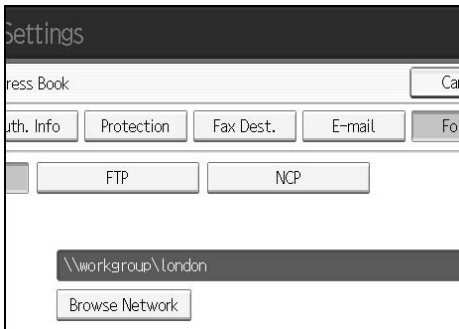 Settings
ress Book Ca
uth. Info Protection Fax Dest. E-mail Fo
FTP NCP
\\workgroup\london
Browse Network